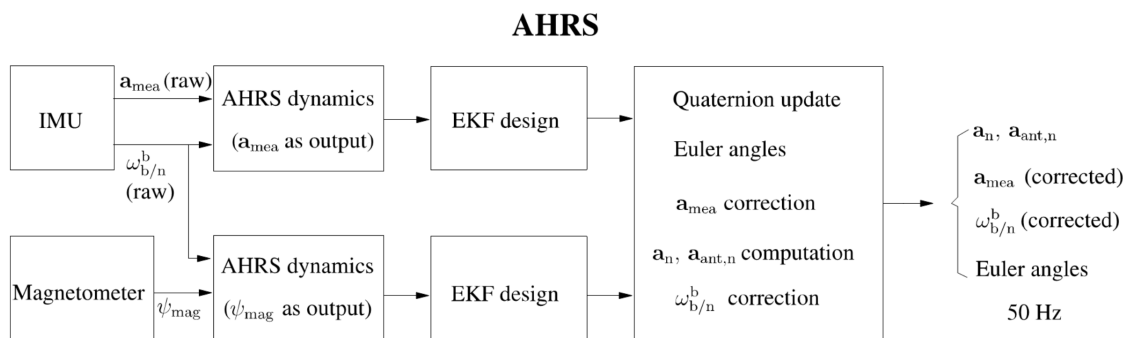 AHRS
IMU
a_mea (raw)
ω^b_b/n
(raw)
AHRS dynamics
(a_mea as output)
EKF design
Magnetometer
ψ_mag
AHRS dynamics
(ψ_mag as output)
EKF design
Quaternion update
Euler angles
a_mea correction
a_n, a_ant,n computation
ω^b_b/n correction
a_n, a_ant,n
a_mea (corrected)
ω^b_b/n (corrected)
Euler angles
50 Hz